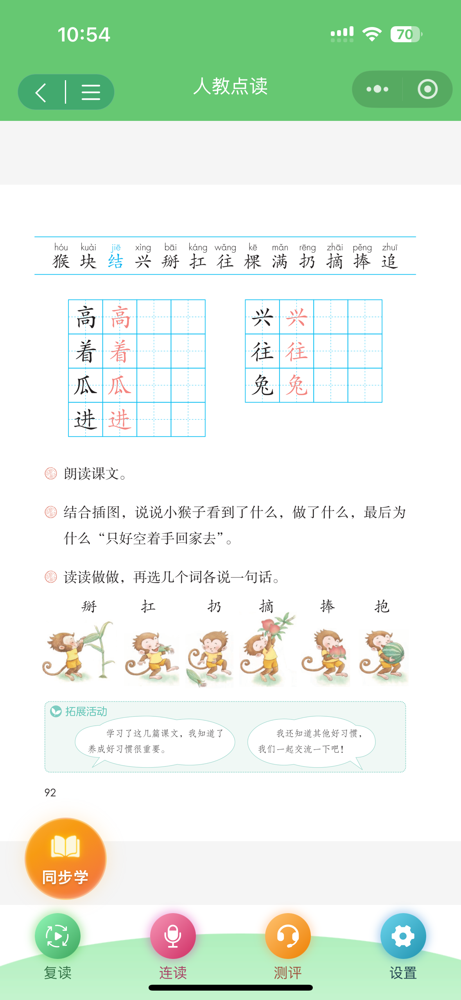 10:54
70
人教点读
hóu kuài jiē xìng bāi káng wǎng kē mǎn rēng zhāi pěng zhuī
猴 块 结 兴 掰 扛 往 棵 满 扔 摘 捧 追
高 高 兴 兴
着 着 往 往
瓜 瓜 兔 兔
进 进
朗读课文。
结合插图，说说小猴子看到了什么，做了什么，最后为
什么“只好空着手回家去”。
读读做做，再选几个词各说一句话。
掰 扛 扔 摘 捧 抱
拓展活动
学习了这几篇课文，我知道了
养成好习惯很重要。
我还知道其他好习惯，
我们一起交流一下吧！
92
同步学
复读 连读 测评 设置